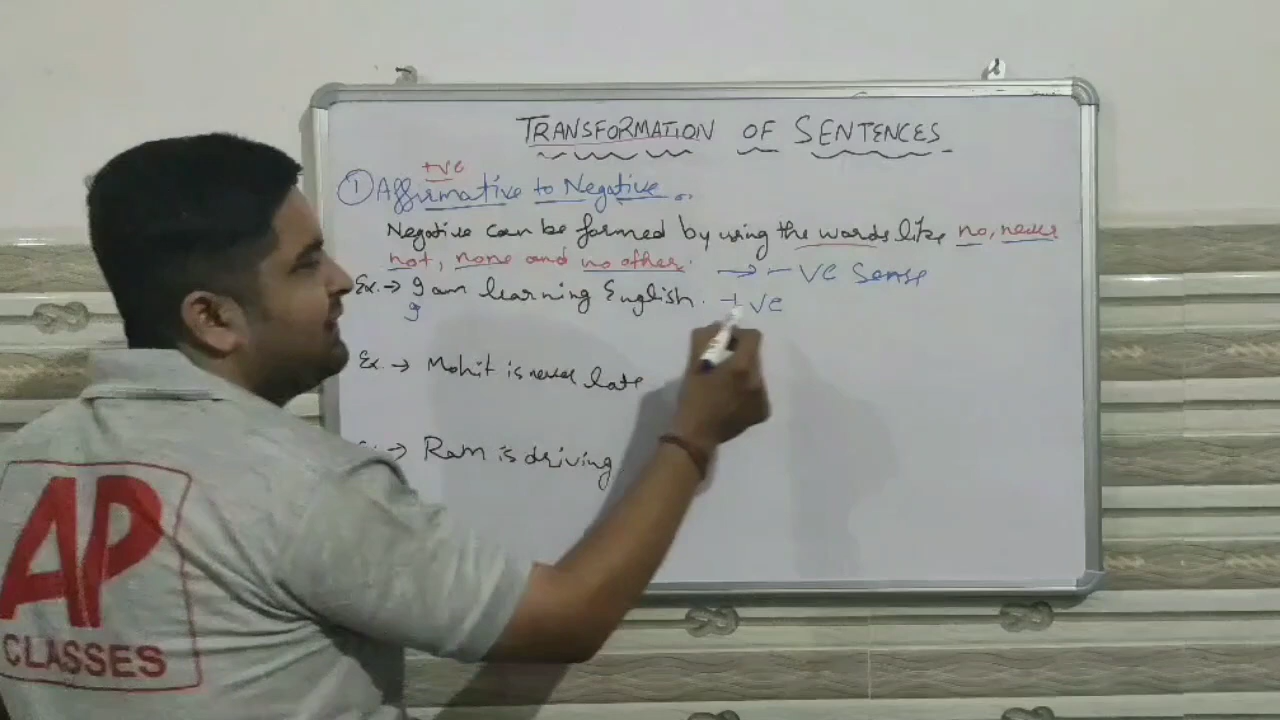 TRANSFORMATION OF SENTENCES
+ve
① Affirmative to Negative.
Negative can be formed by using the words like no, never
not, none and no other. → -ve Sense
Ex. → I am learning English. +ve
I
Ex. → Mohit is never late
→ Ram is driving
AP
CLASSES